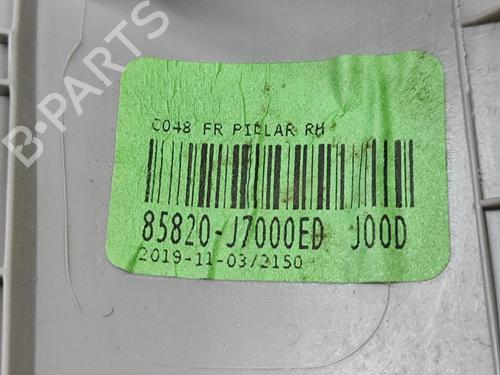 C048 FR PILLAR RH
85820-J7000ED J00D
2019-11-03/2150
B-PARTS